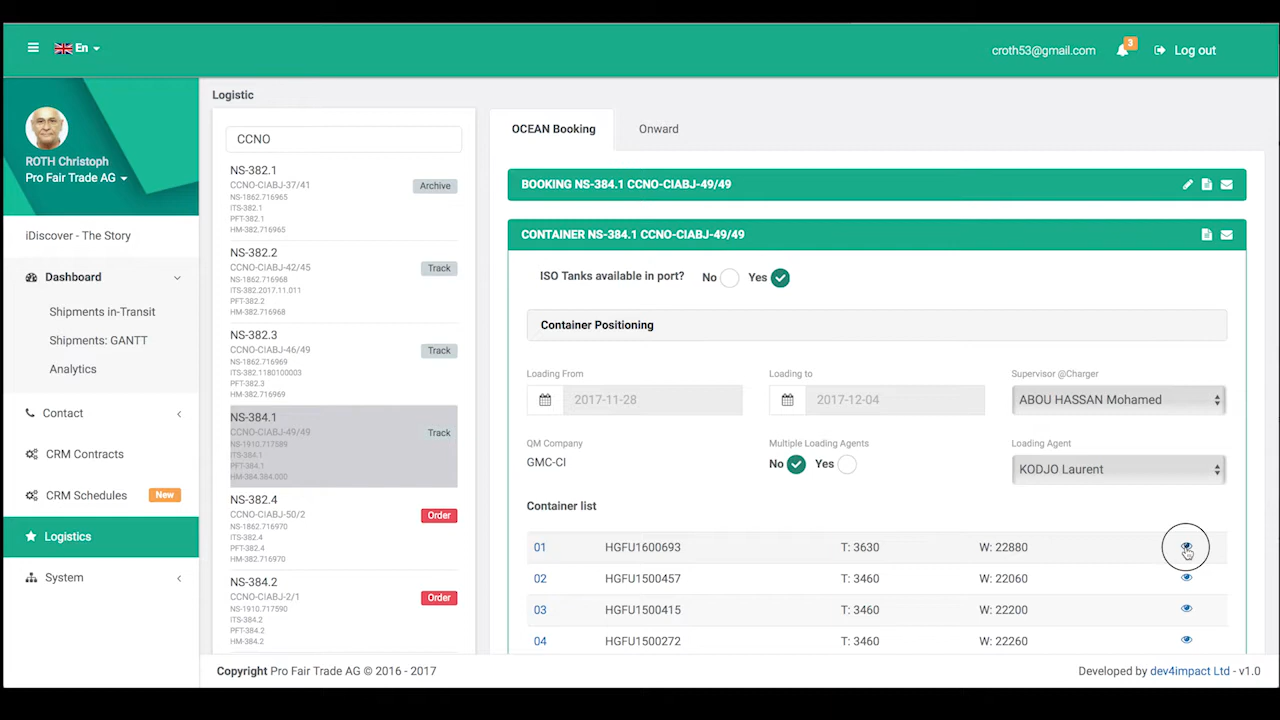 En
croth53@gmail.com
3
Log out
ROTH Christoph
Pro Fair Trade AG
iDiscover - The Story
Dashboard
Shipments in-Transit
Shipments: GANTT
Analytics
Contact
CRM Contracts
CRM Schedules
New
Logistics
System
Logistic
CCNO
NS-382.1
CCNO-CIABJ-37/41
Archive
NS-1862.716965
ITS-382.1
PFT-382.1
HM-382.716965
NS-382.2
CCNO-CIABJ-42/45
Track
NS-1862.716968
ITS-382.2017.11.011
PFT-382.2
HM-382.716968
NS-382.3
CCNO-CIABJ-46/49
Track
NS-1862.716969
ITS-382.1180100003
PFT-382.3
HM-382.716969
NS-384.1
CCNO-CIABJ-49/49
Track
NS-1910.717589
ITS-384.1
PFT-384.1
HM-384.384.000
NS-382.4
CCNO-CIABJ-50/2
Order
NS-1862.716970
ITS-382.4
PFT-382.4
HM-382.716970
NS-384.2
CCNO-CIABJ-2/1
Order
NS-1910.717590
ITS-384.2
PFT-384.2
HM-384.2
OCEAN Booking
Onward
BOOKING NS-384.1 CCNO-CIABJ-49/49
CONTAINER NS-384.1 CCNO-CIABJ-49/49
ISO Tanks available in port? No Yes
Container Positioning
Loading From
2017-11-28
Loading to
2017-12-04
Supervisor @Charger
ABOU HASSAN Mohamed
QM Company
GMC-CI
Multiple Loading Agents
No Yes
Loading Agent
KODJO Laurent
Container list
01 HGFU1600693 T: 3630 W: 22880
02 HGFU1500457 T: 3460 W: 22060
03 HGFU1500415 T: 3460 W: 22200
04 HGFU1500272 T: 3460 W: 22260
Copyright Pro Fair Trade AG © 2016 - 2017
Developed by dev4impact Ltd - v1.0